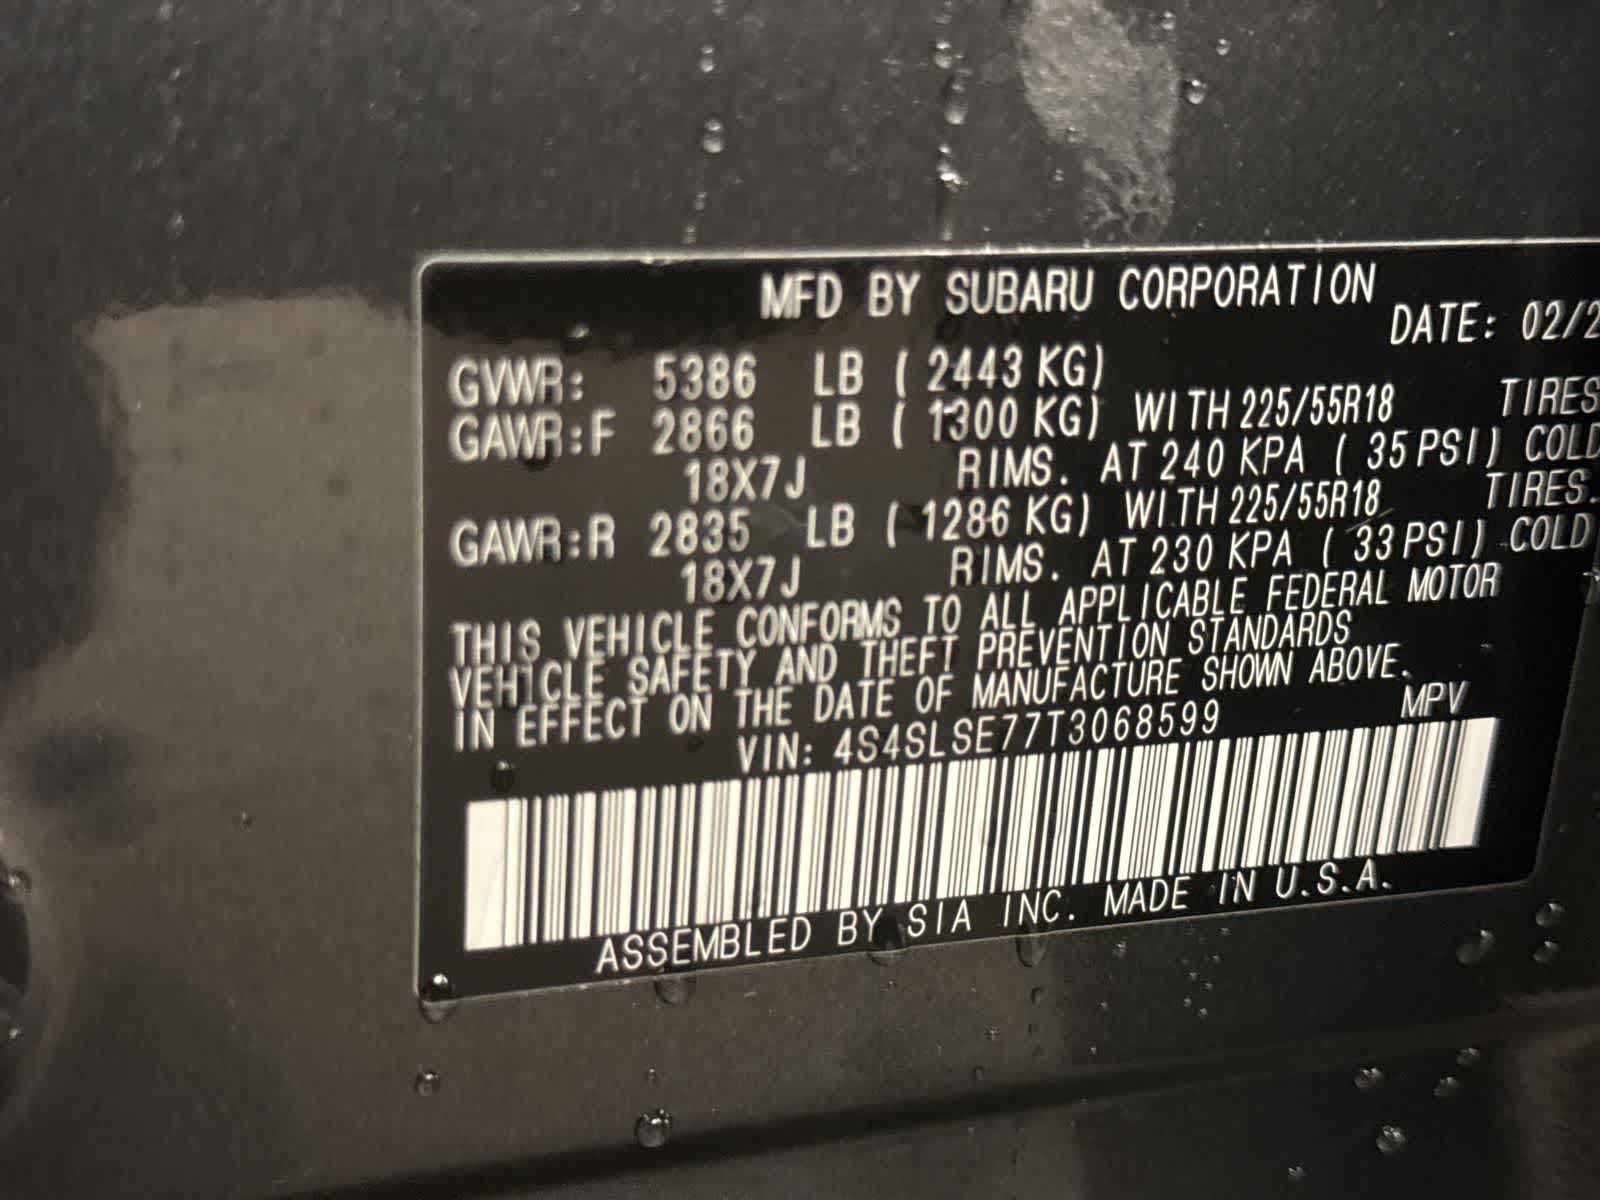 MFD BY SUBARU CORPORATION
DATE: 02/2
GVWR: 5386 LB ( 2443 KG)
GAWR:F 2866 LB ( 1300 KG) WITH 225/55R18 TIRES
18X7J RIMS. AT 240 KPA ( 35 PSI) COLD
GAWR:R 2835 LB ( 1286 KG) WITH 225/55R18 TIRES.
18X7J RIMS. AT 230 KPA ( 33 PSI) COLD
THIS VEHICLE CONFORMS TO ALL APPLICABLE FEDERAL MOTOR
VEHICLE SAFETY AND THEFT PREVENTION STANDARDS
IN EFFECT ON THE DATE OF MANUFACTURE SHOWN ABOVE.
VIN: 4S4SLSE77T3068599 MPV
ASSEMBLED BY SIA INC. MADE IN U.S.A.